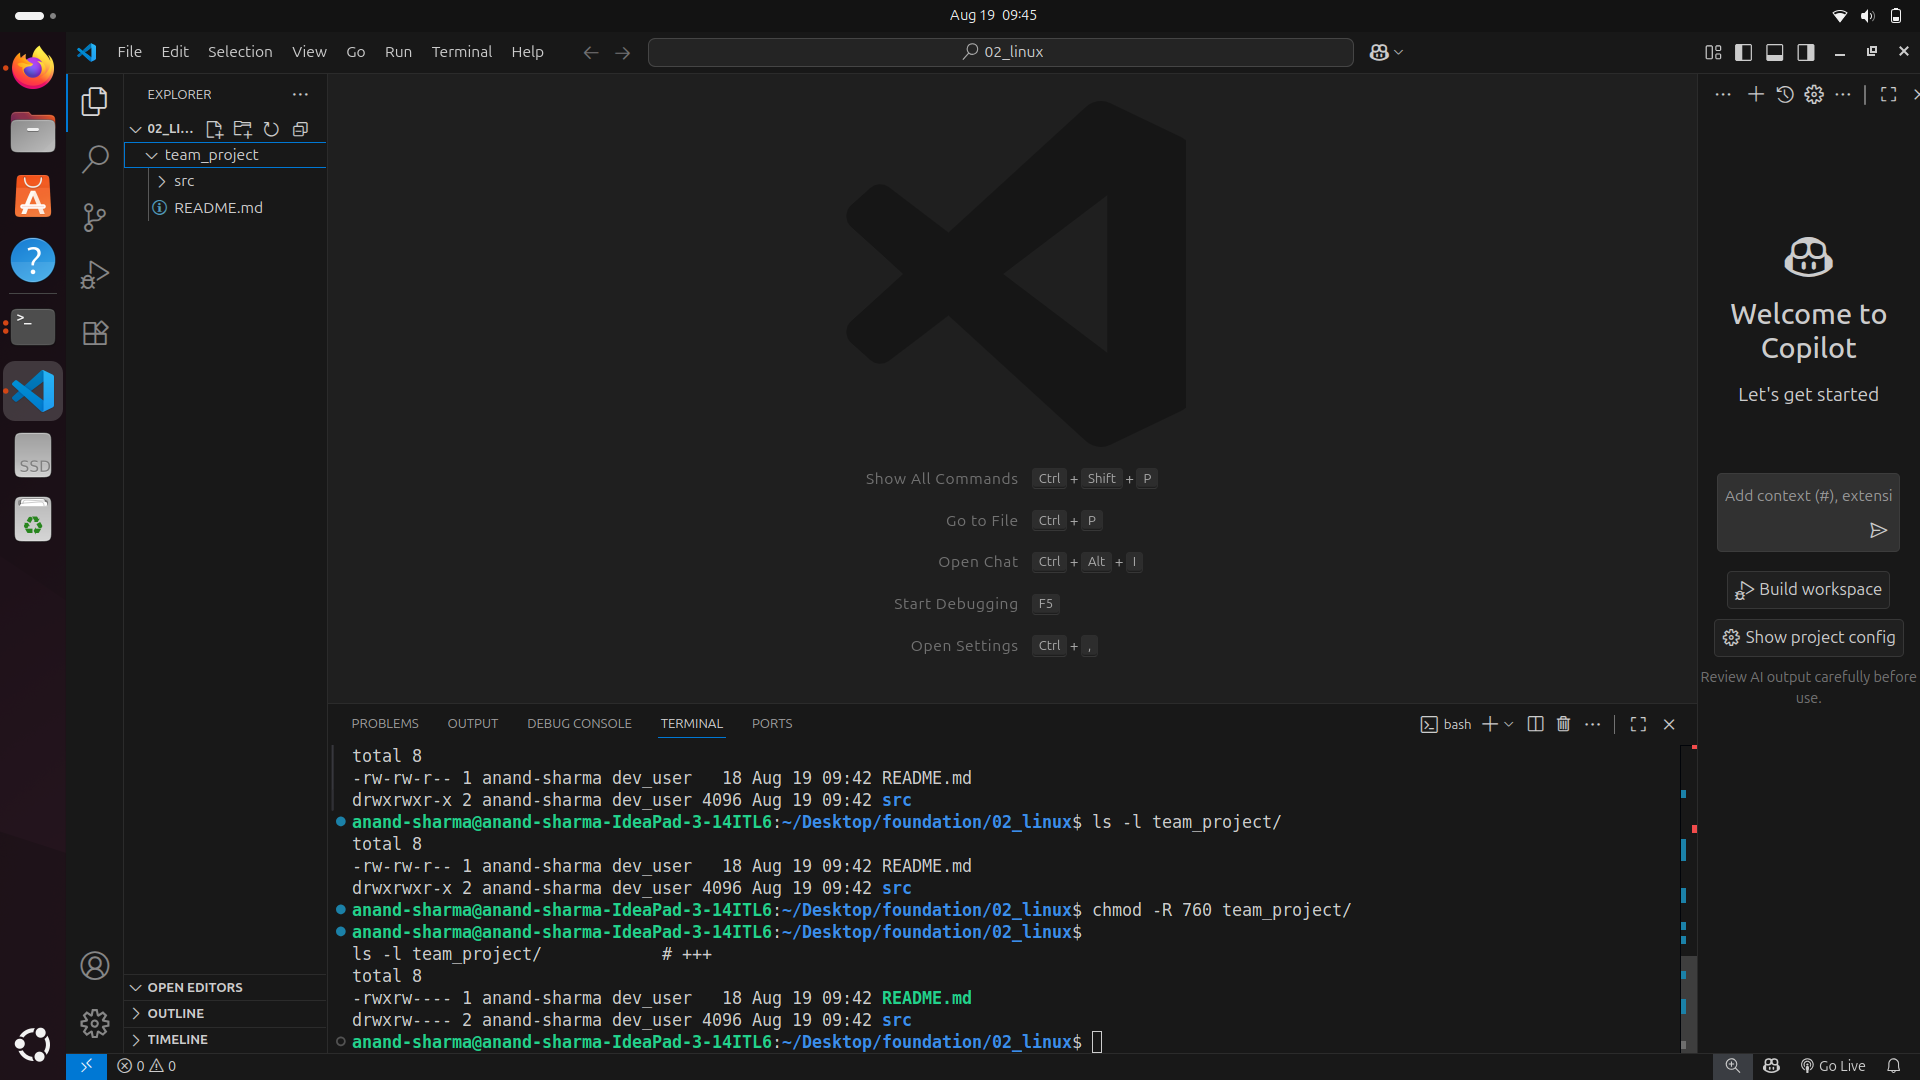 Aug 19 09:45
File Edit Selection View Go Run Terminal Help
02_linux
EXPLORER
02_LI...
team_project
src
README.md
Show All Commands Ctrl + Shift + P
Go to File Ctrl + P
Open Chat Ctrl + Alt + I
Start Debugging F5
Open Settings Ctrl + ,
Welcome to
Copilot
Let's get started
Add context (#), extensi
Build workspace
Show project config
Review AI output carefully before
use.
SSD
PROBLEMS OUTPUT DEBUG CONSOLE TERMINAL PORTS
bash
total 8
-rw-rw-r-- 1 anand-sharma dev_user   18 Aug 19 09:42 README.md
drwxrwxr-x 2 anand-sharma dev_user 4096 Aug 19 09:42 src
anand-sharma@anand-sharma-IdeaPad-3-14ITL6:~/Desktop/foundation/02_linux$ ls -l team_project/
total 8
-rw-rw-r-- 1 anand-sharma dev_user   18 Aug 19 09:42 README.md
drwxrwxr-x 2 anand-sharma dev_user 4096 Aug 19 09:42 src
anand-sharma@anand-sharma-IdeaPad-3-14ITL6:~/Desktop/foundation/02_linux$ chmod -R 760 team_project/
anand-sharma@anand-sharma-IdeaPad-3-14ITL6:~/Desktop/foundation/02_linux$
ls -l team_project/            # +++
total 8
-rwxrw---- 1 anand-sharma dev_user   18 Aug 19 09:42 README.md
drwxrw---- 2 anand-sharma dev_user 4096 Aug 19 09:42 src
anand-sharma@anand-sharma-IdeaPad-3-14ITL6:~/Desktop/foundation/02_linux$
OPEN EDITORS
OUTLINE
TIMELINE
0 0
Go Live